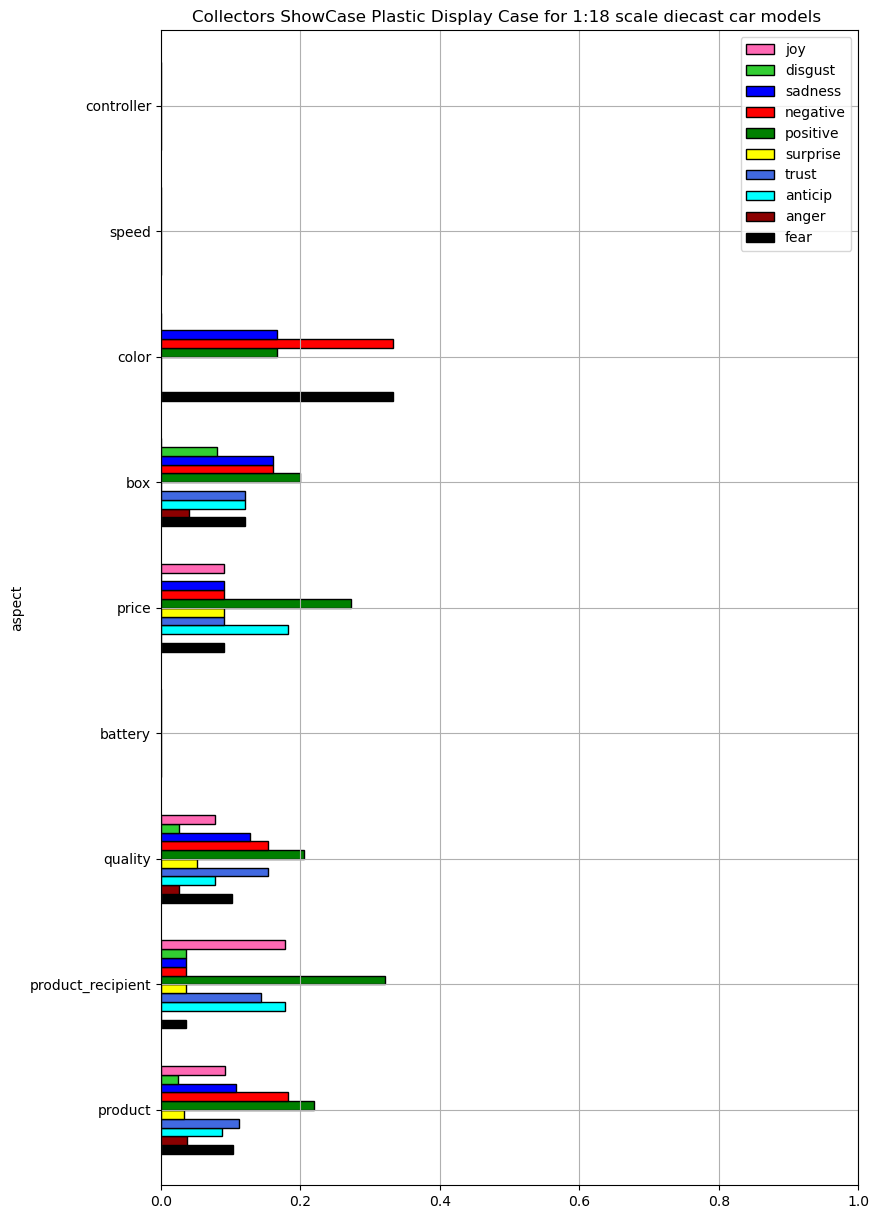 Collectors ShowCase Plastic Display Case for 1:18 scale diecast car models
joy
disgust
sadness
negative
positive
surprise
trust
anticip
anger
fear
controller
speed
color
box
price
battery
quality
product_recipient
product
aspect
0.0 0.2 0.4 0.6 0.8 1.0